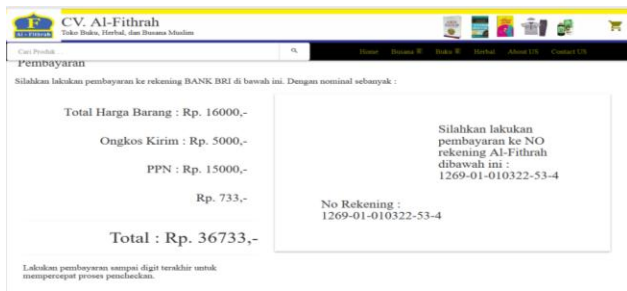 F
AL - FITHRAH
CV. Al-Fithrah
Toko Buku, Herbal, dan Busana Muslim
Cari Produk ...
Home Busana Buku Herbal About US Contact US
Pembayaran
Silahkan lakukan pembayaran ke rekening BANK BRI di bawah ini. Dengan nominal sebanyak :
Total Harga Barang : Rp. 16000,-
Ongkos Kirim : Rp. 5000,-
PPN : Rp. 15000,-
Rp. 733,-
Total : Rp. 36733,-
Lakukan pembayaran sampai digit terakhir untuk
mempercepat proses pencheckan.
Silahkan lakukan
pembayaran ke NO
rekening Al-Fithrah
dibawah ini :
1269-01-010322-53-4
No Rekening :
1269-01-010322-53-4